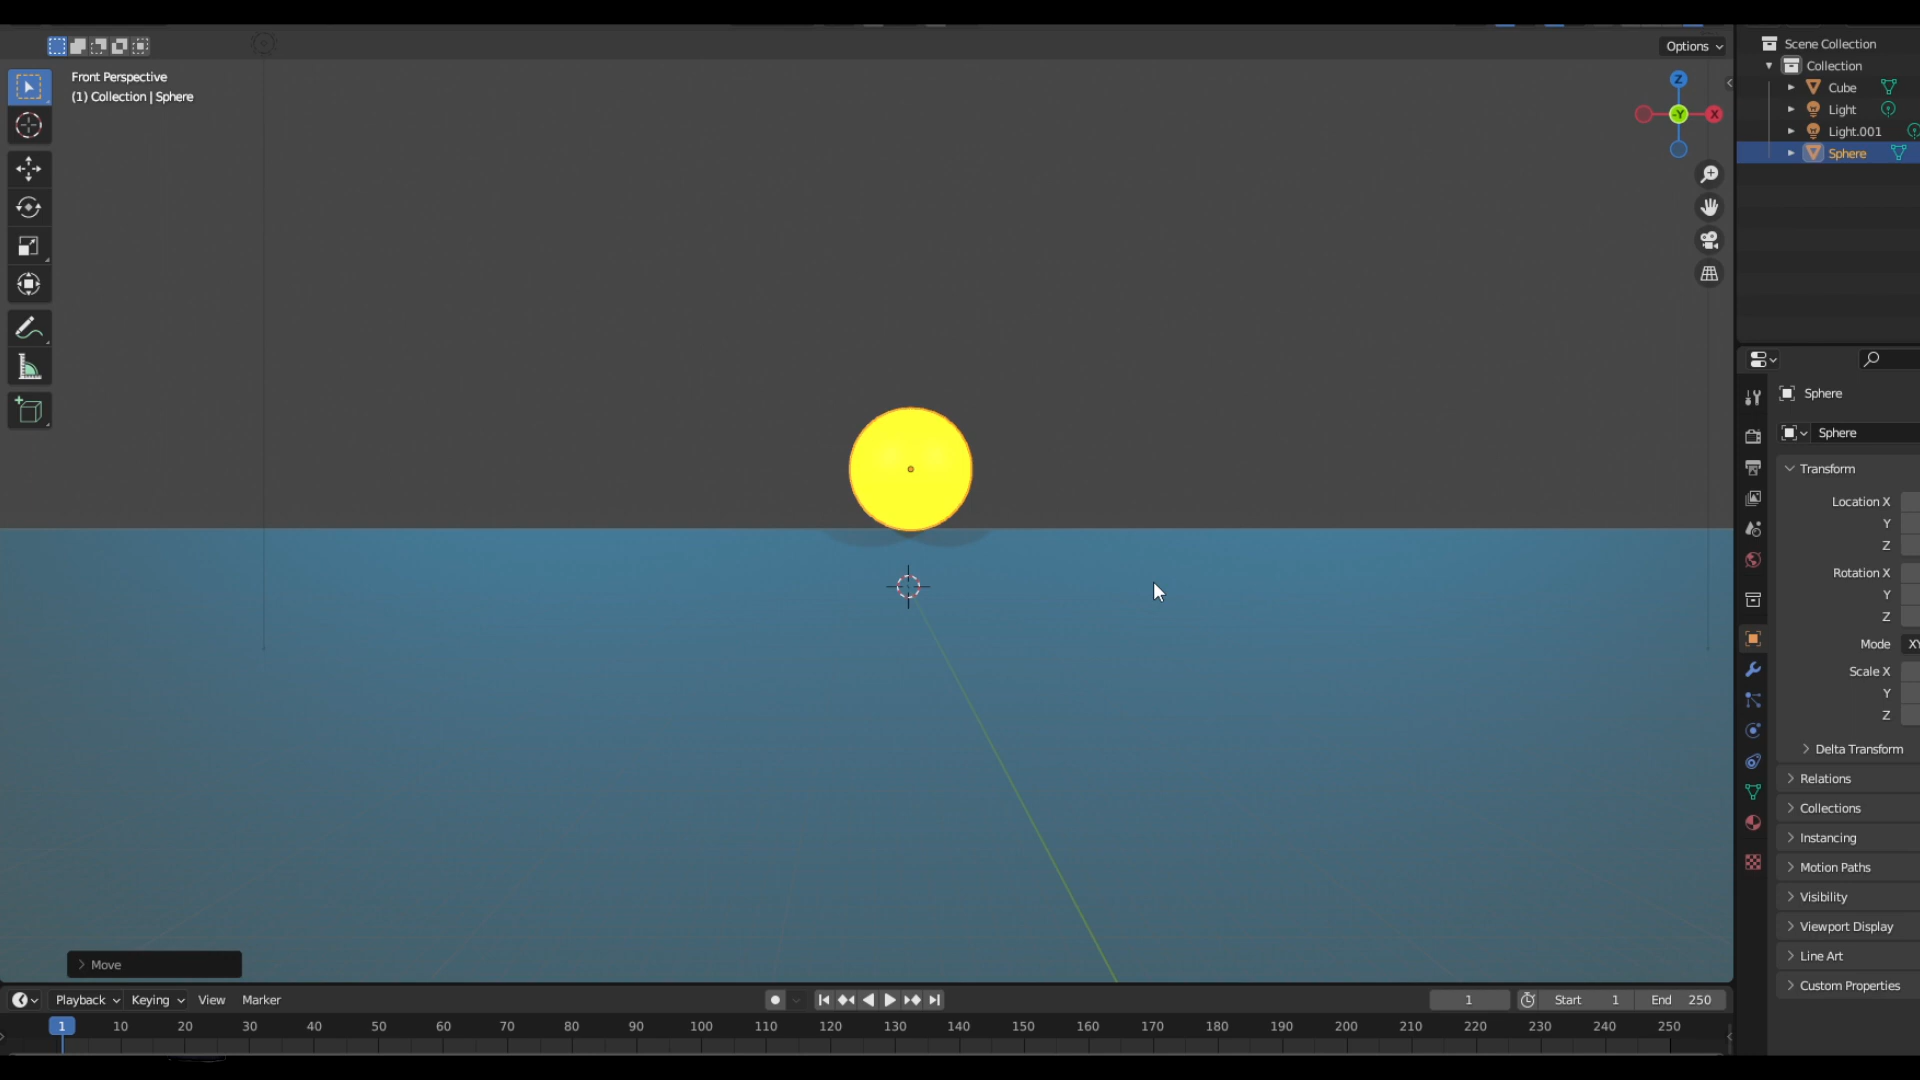 Options
Front Perspective
(1) Collection | Sphere
Z
-Y
X
Move
Scene Collection
Collection
Cube
Light
Light.001
Sphere
Sphere
Sphere
Transform
Location X
Y
Z
Rotation X
Y
Z
Mode XY
Scale X
Y
Z
Delta Transform
Relations
Collections
Instancing
Motion Paths
Visibility
Viewport Display
Line Art
Custom Properties
Playback Keying View Marker 1 Start 1 End 250
1 10 20 30 40 50 60 70 80 90 100 110 120 130 140 150 160 170 180 190 200 210 220 230 240 250